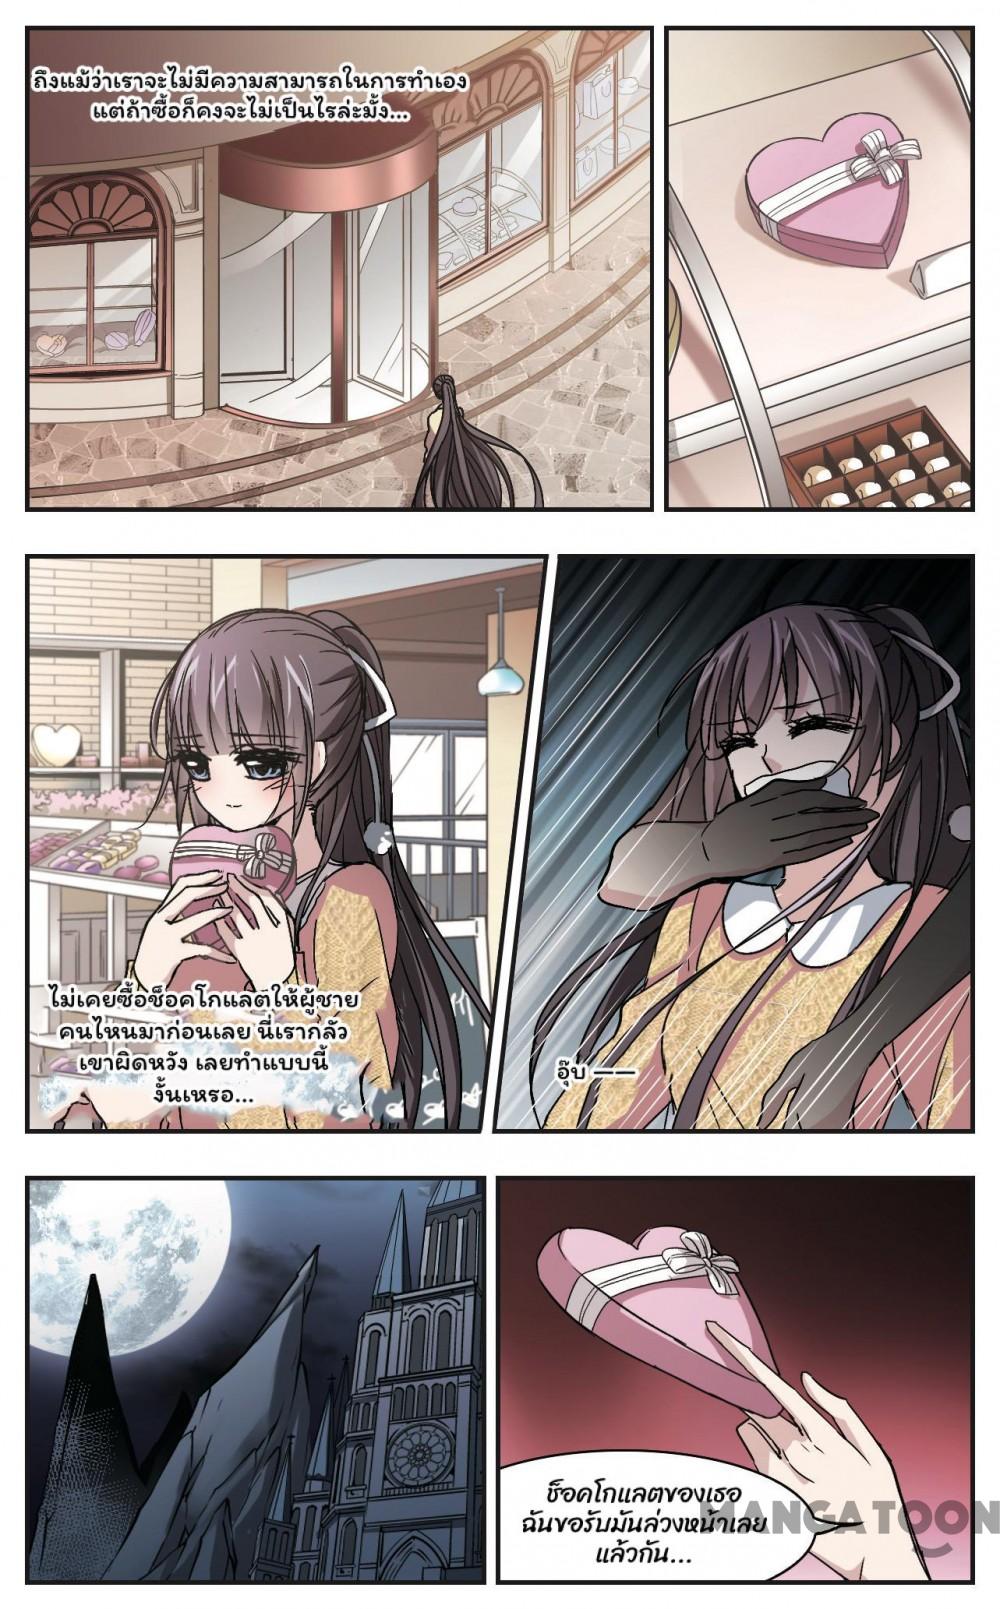 ถึงแม้ว่าเราจะไม่มีความสามารถในการทำเอง
แต่ถ้าซื้อก็คงจะไม่เป็นไรล่ะมั้ง...
ไม่เคยซื้อช็อคโกแลตให้ผู้ชาย
คนไหนมาก่อนเลย นี่เรากลัว
เขาผิดหวัง เลยทำแบบนี้
งั้นเหรอ...
อุ๊บ ——
ช็อคโกแลตของเธอ
ฉันขอรับมันล่วงหน้าเลย
แล้วกัน...
MANGATOON